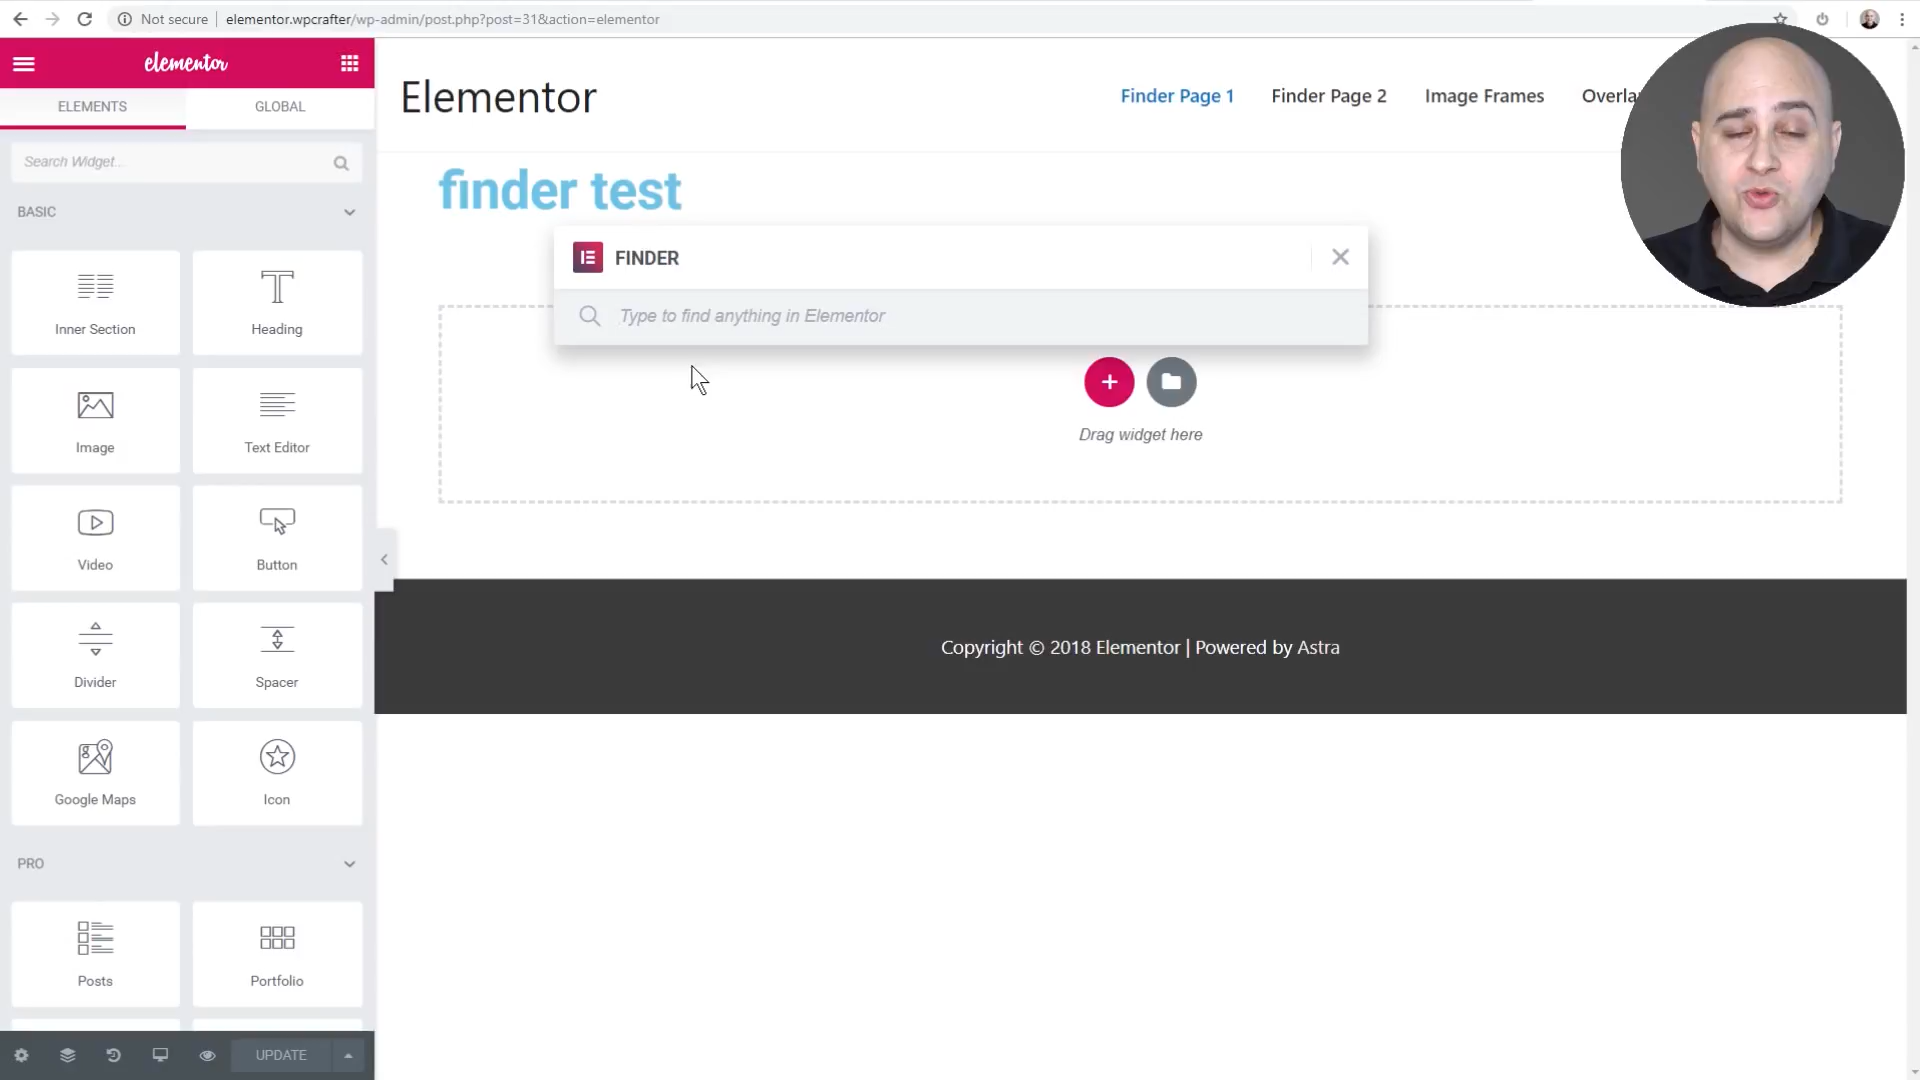 Not secure
elementor.wpcrafter/wp-admin/post.php?post=31&action=elementor
elementor
ELEMENTS
GLOBAL
Search Widget...
BASIC
Inner Section
Heading
Image
Text Editor
Video
Button
Divider
Spacer
Google Maps
Icon
PRO
Posts
Portfolio
UPDATE
Elementor
Finder Page 1
Finder Page 2
Image Frames
Overla
finder test
FINDER
Type to find anything in Elementor
Drag widget here
Copyright © 2018 Elementor | Powered by Astra